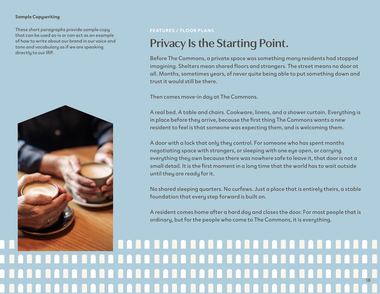 Sample Copywriting
These short paragraphs provide sample copy
that can be used as-is or can act as an example
of how to write about our brand in our voice and
tone and vocabulary as if we are speaking
directly to our IRP.
FEATURES / FLOOR PLANS
Privacy Is the Starting Point.
Before The Commons, a private space was something many residents had stopped
imagining. Shelters mean shared floors and strangers. The street means no door at
all. Months, sometimes years, of never quite being able to put something down and
trust it would still be there.
Then comes move-in day at The Commons.
A real bed. A table and chairs. Cookware, linens, and a shower curtain. Everything is
in place before they arrive, because the first thing The Commons wants a new
resident to feel is that someone was expecting them, and is welcoming them.
A door with a lock that only they control. For someone who has spent months
negotiating space with strangers, or sleeping with one eye open, or carrying
everything they own because there was nowhere safe to leave it, that door is not a
small detail. It is the first moment in a long time that the world has to wait outside
until they are ready for it.
No shared sleeping quarters. No curfews. Just a place that is entirely theirs, a stable
foundation that every step forward is built on.
A resident comes home after a hard day and closes the door. For most people that is
ordinary, but for the people who come to The Commons, it is everything.